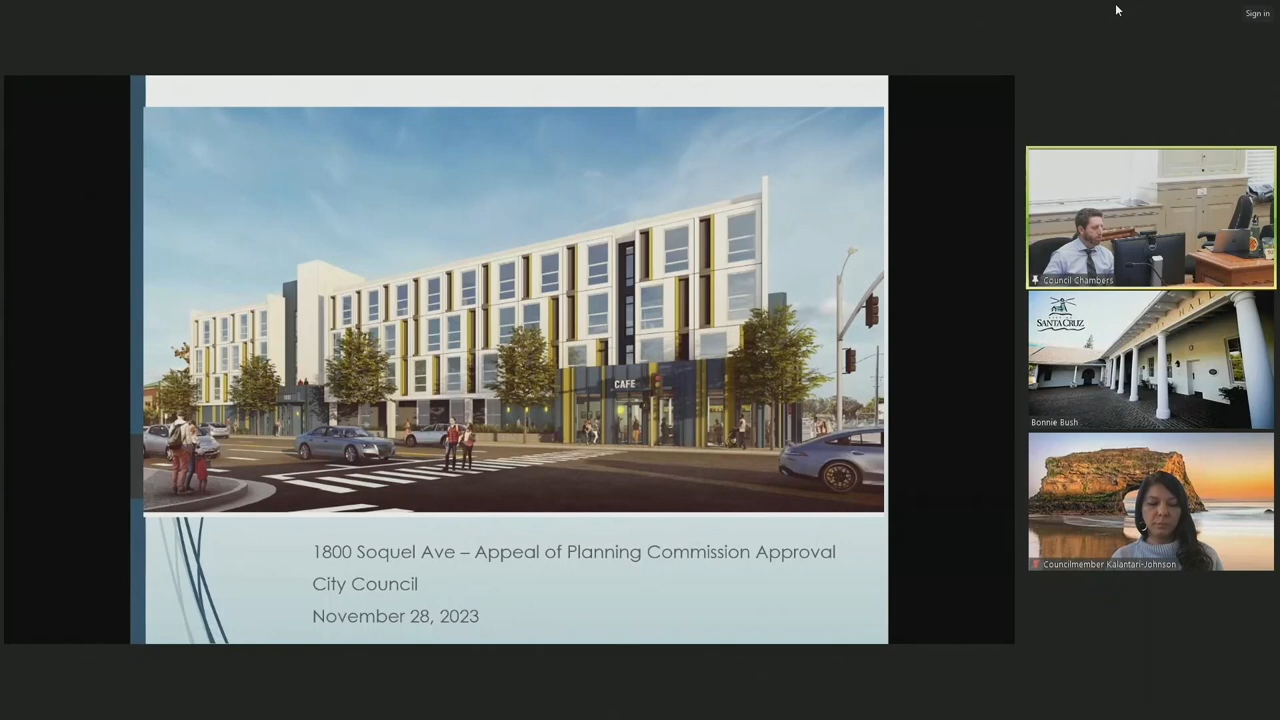 Sign in
CAFE
1800 Soquel Ave – Appeal of Planning Commission Approval
City Council
November 28, 2023
Council Chambers
SANTA CRUZ
HALL
Bonnie Bush
Councilmember Kalantari-Johnson